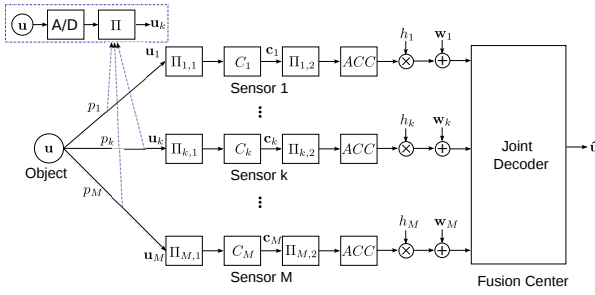 u A/D Π u_k
u_1 Π_{1,1} C_1 c_1 Π_{1,2} ACC h_1 w_1
Sensor 1
p_1
u Object
p_k u_k Π_{k,1} C_k c_k Π_{k,2} ACC h_k w_k
Sensor k
Joint
Decoder
û
p_M
u_M Π_{M,1} C_M c_M Π_{M,2} ACC h_M w_M
Sensor M
Fusion Center